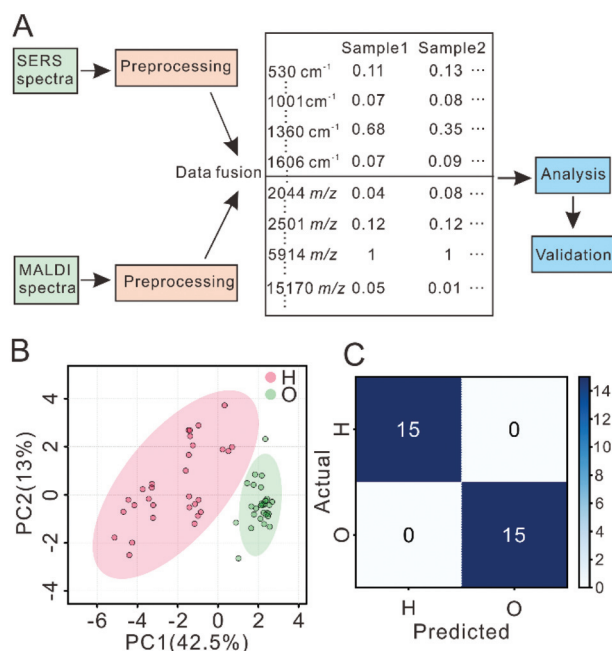 A
SERS
spectra
Preprocessing
Data fusion
MALDI
spectra
Preprocessing
Sample1 Sample2
530 cm⁻¹ 0.11 0.13 ···
1001cm⁻¹ 0.07 0.08 ···
1360 cm⁻¹ 0.68 0.35 ···
1606 cm⁻¹ 0.07 0.09 ···
2044 m/z 0.04 0.08 ···
2501 m/z 0.12 0.12 ···
5914 m/z 1 1 ···
15170 m/z 0.05 0.01 ···
Analysis
Validation
B
H
O
4
2
0
-2
-4
PC2(13%)
-6 -4 -2 0 2 4
PC1(42.5%)
C
Actual
H
O
15 0
0 15
H O
Predicted
14
12
10
8
6
4
2
0